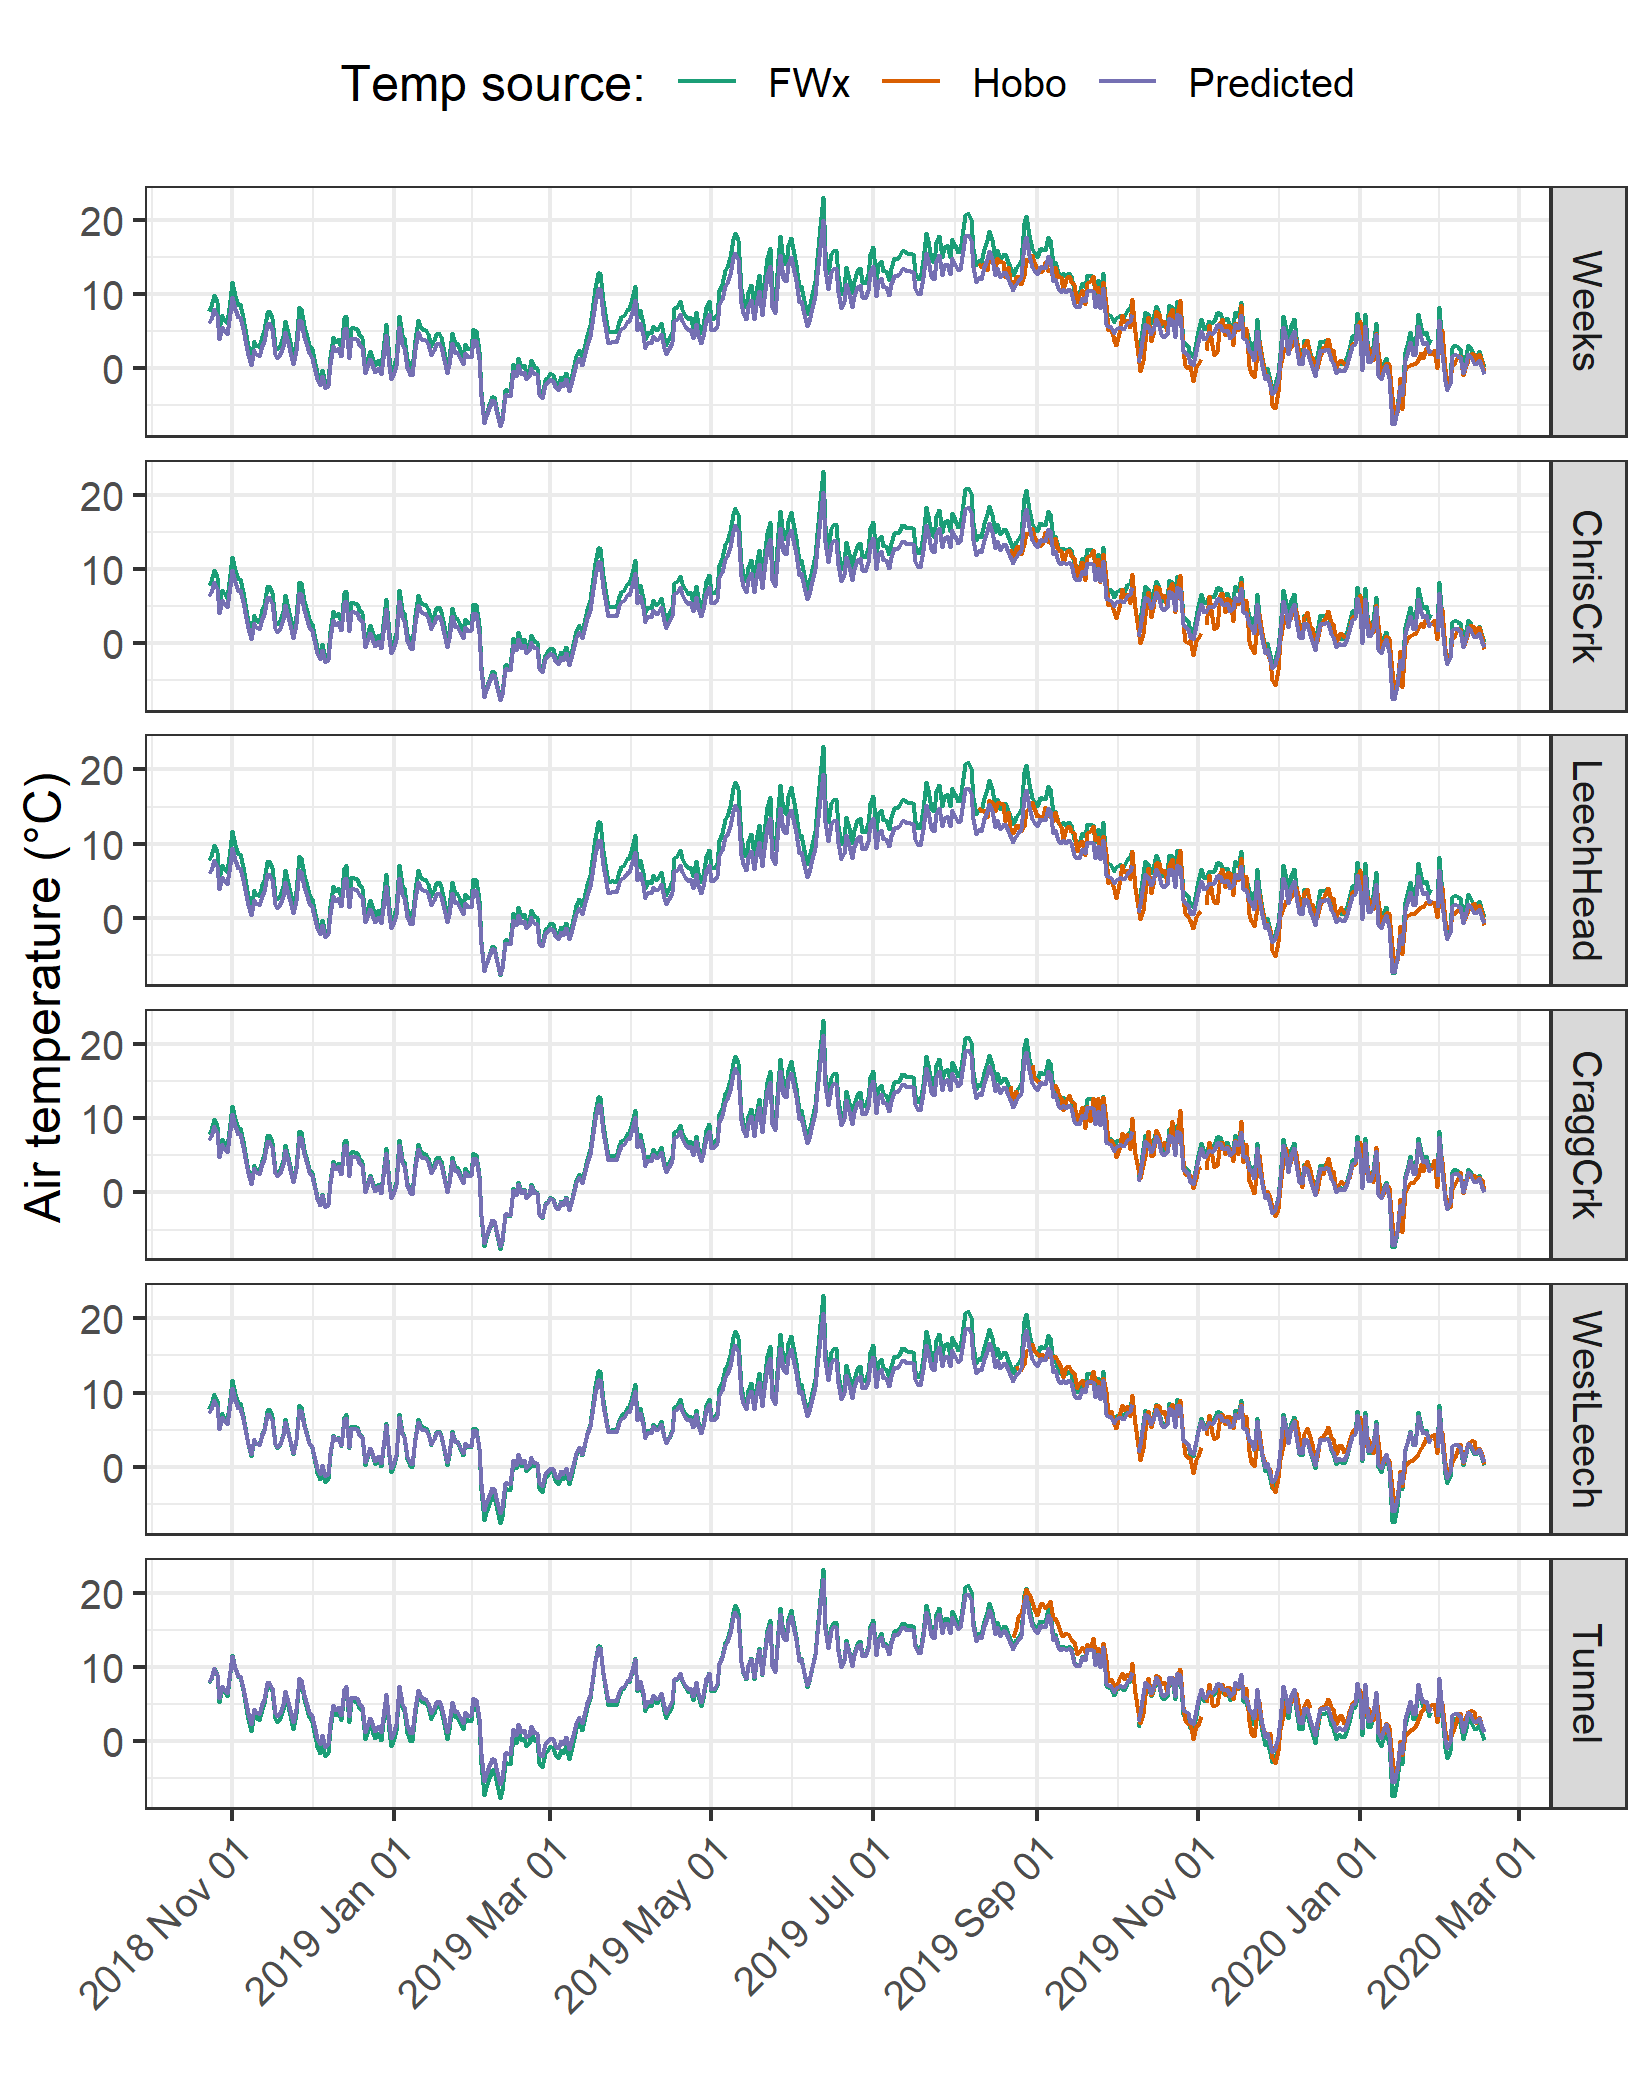 Temp source: FWx Hobo Predicted
Air temperature (°C)
20
10
0
Weeks
20
10
0
ChrisCrk
20
10
0
LeechHead
20
10
0
CraggCrk
20
10
0
WestLeech
20
10
0
Tunnel
2018 Nov 01
2019 Jan 01
2019 Mar 01
2019 May 01
2019 Jul 01
2019 Sep 01
2019 Nov 01
2020 Jan 01
2020 Mar 01